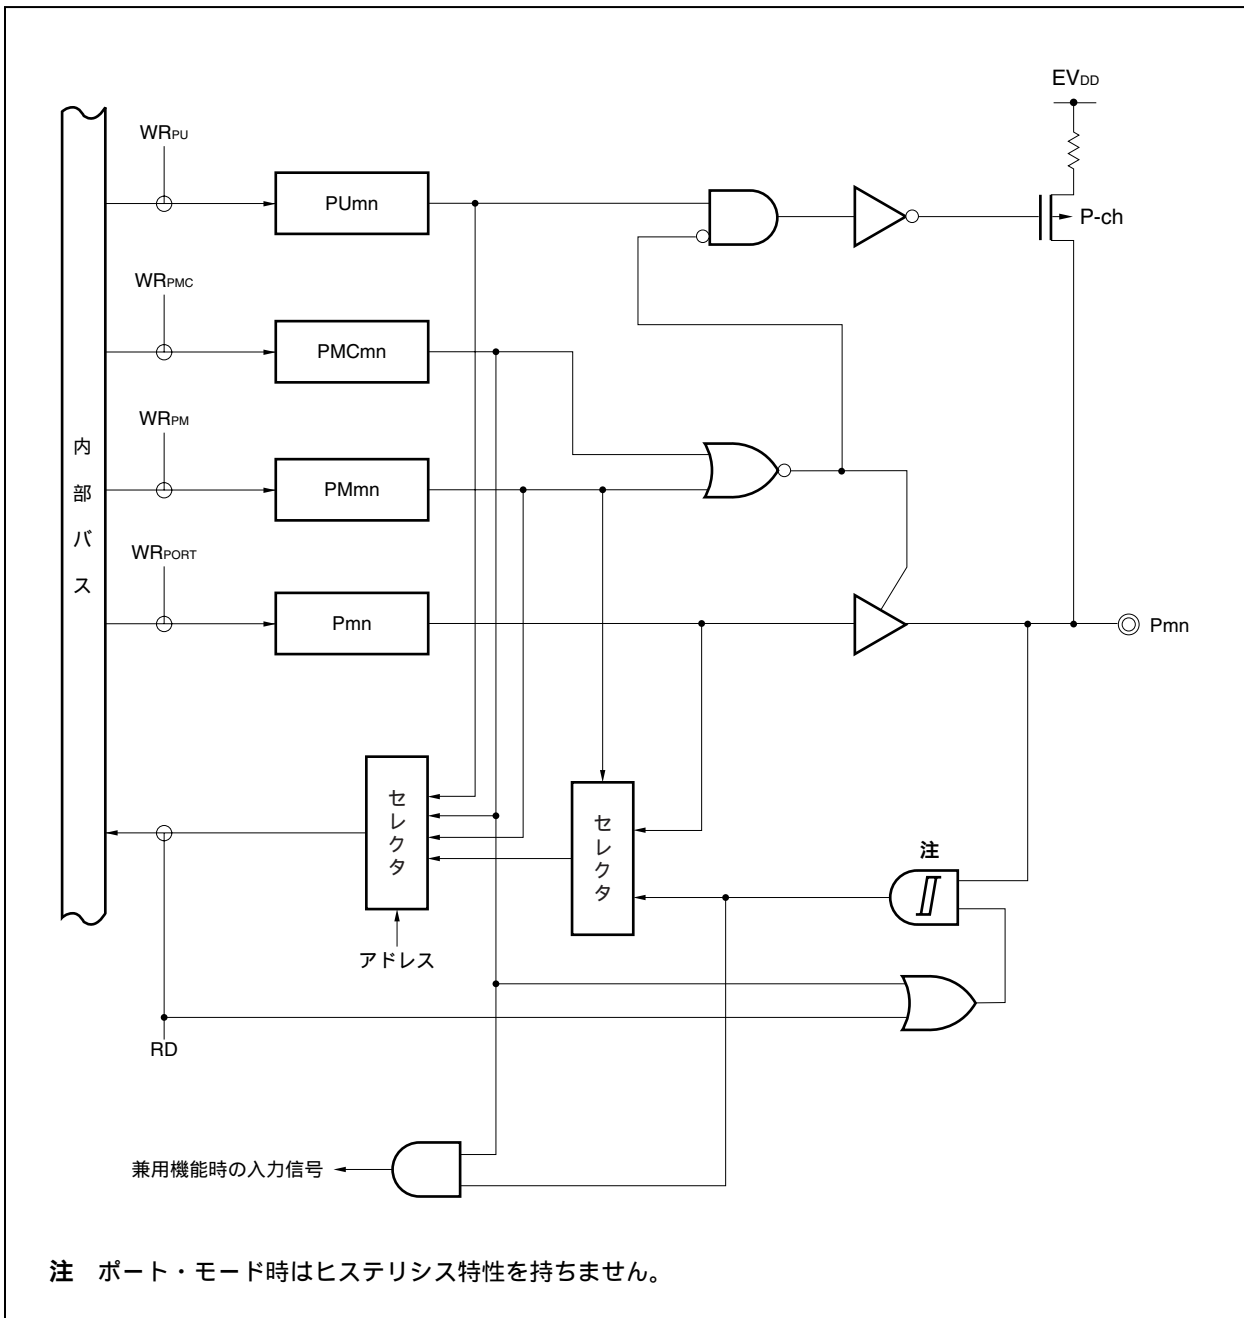 EVDD
WRPU
PUmn
P-ch
WRPMC
PMCmn
WRPM
PMmn
内部バス
WRPORT
Pmn
Pmn
セレクタ
セレクタ
注
アドレス
RD
兼用機能時の入力信号
注 ポート・モード時はヒステリシス特性を持ちません。